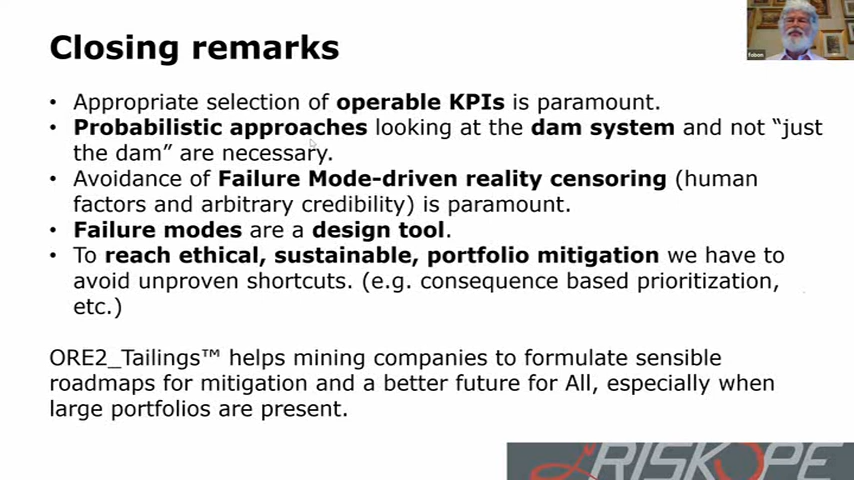 Closing remarks
• Appropriate selection of operable KPIs is paramount.
• Probabilistic approaches looking at the dam system and not “just
the dam” are necessary.
• Avoidance of Failure Mode-driven reality censoring (human
factors and arbitrary credibility) is paramount.
• Failure modes are a design tool.
• To reach ethical, sustainable, portfolio mitigation we have to
avoid unproven shortcuts. (e.g. consequence based prioritization,
etc.)
ORE2_Tailings™ helps mining companies to formulate sensible
roadmaps for mitigation and a better future for All, especially when
large portfolios are present.
RISKOPE